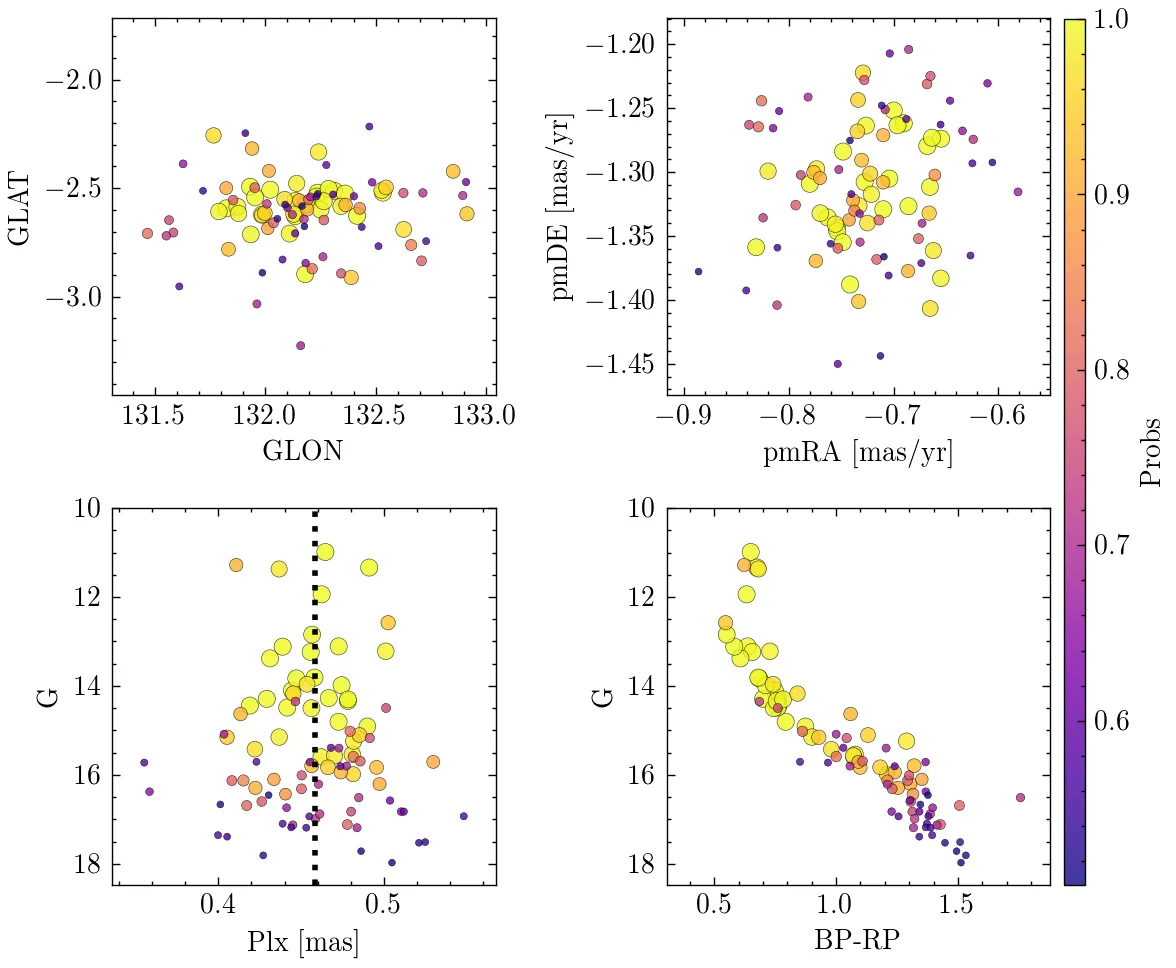 −2.0
−2.5
−3.0
GLAT
131.5 132.0 132.5 133.0
GLON
−1.20
−1.25
−1.30
−1.35
−1.40
−1.45
pmDE [mas/yr]
−0.9 −0.8 −0.7 −0.6
pmRA [mas/yr]
10
12
14
16
18
G
0.4 0.5
Plx [mas]
10
12
14
16
18
G
0.5 1.0 1.5
BP-RP
1.0
0.9
0.8
0.7
0.6
Probs